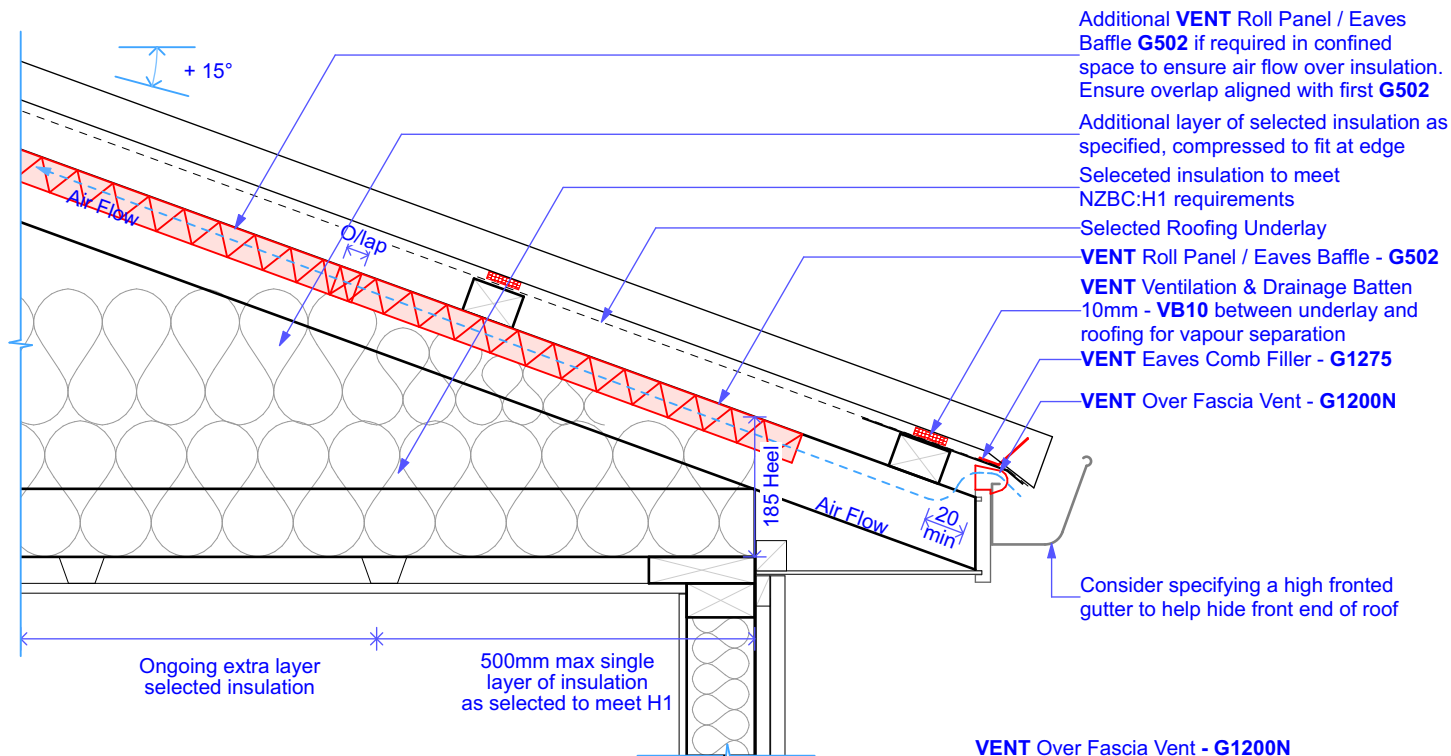 Additional VENT Roll Panel / Eaves
Baffle G502 if required in confined
space to ensure air flow over insulation.
Ensure overlap aligned with first G502
+ 15°
Additional layer of selected insulation as
specified, compressed to fit at edge
Seleceted insulation to meet
NZBC:H1 requirements
Selected Roofing Underlay
VENT Roll Panel / Eaves Baffle - G502
VENT Ventilation & Drainage Batten
10mm - VB10 between underlay and
roofing for vapour separation
VENT Eaves Comb Filler - G1275
VENT Over Fascia Vent - G1200N
Air Flow
O/lap
185 Heel
Air Flow
20
min
Consider specifying a high fronted
gutter to help hide front end of roof
Ongoing extra layer
selected insulation
500mm max single
layer of insulation
as selected to meet H1
VENT Over Fascia Vent - G1200N